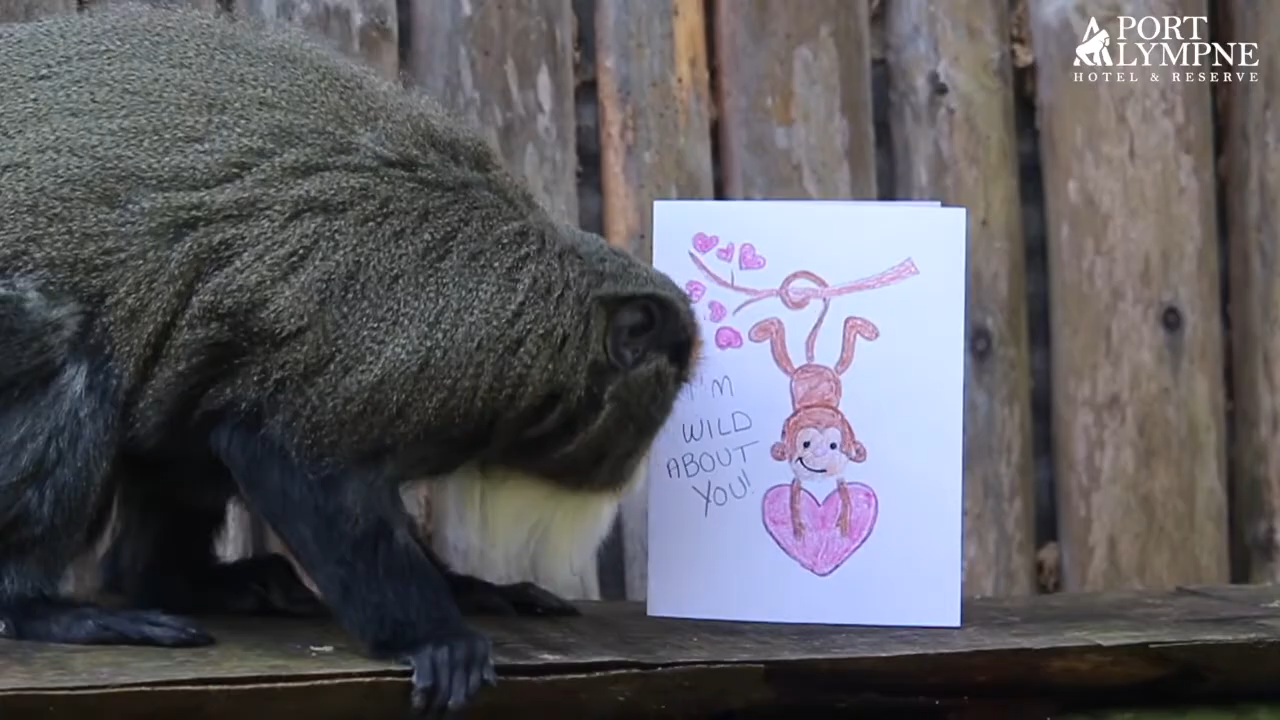 PORT
LYMPNE
HOTEL & RESERVE
I'M
WILD
ABOUT
YOU!